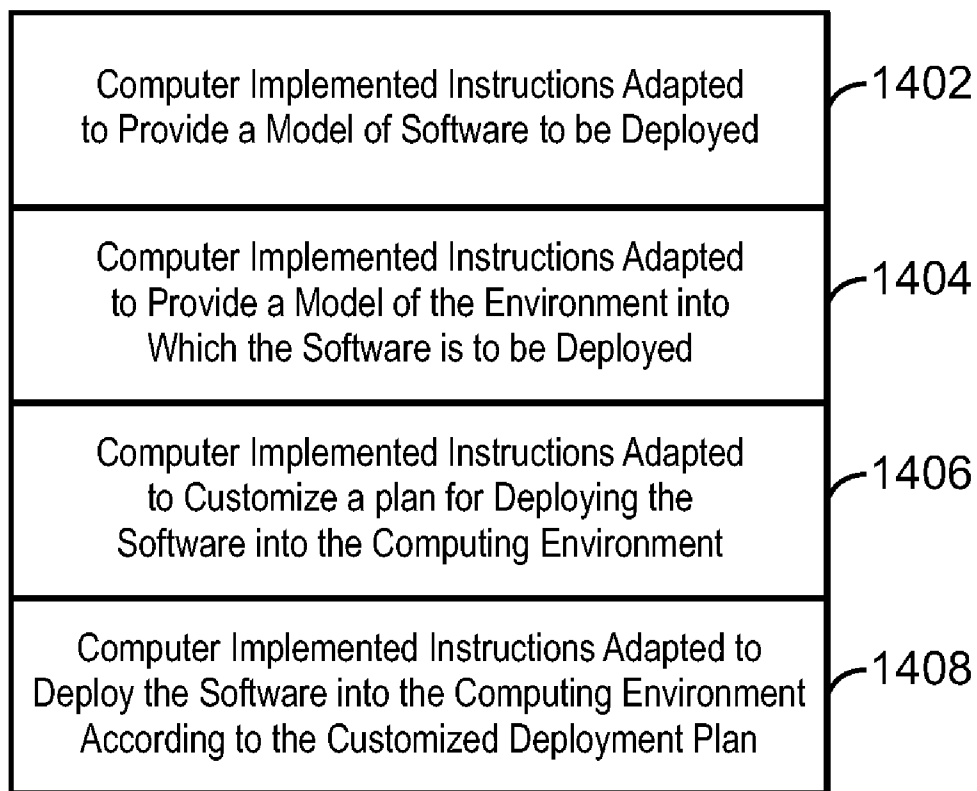 Computer Implemented Instructions Adapted
to Provide a Model of Software to be Deployed
1402
Computer Implemented Instructions Adapted
to Provide a Model of the Environment into
Which the Software is to be Deployed
1404
Computer Implemented Instructions Adapted
to Customize a plan for Deploying the
Software into the Computing Environment
1406
Computer Implemented Instructions Adapted to
Deploy the Software into the Computing Environment
According to the Customized Deployment Plan
1408